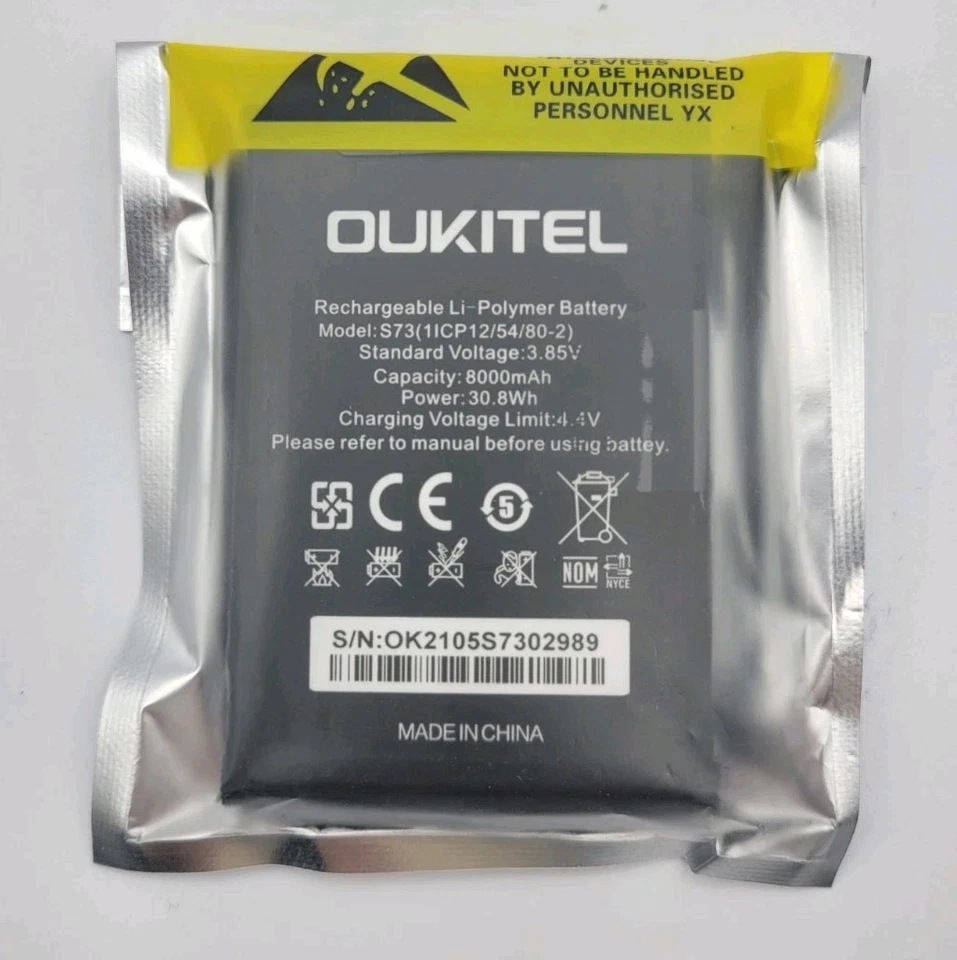 DEVICES
NOT TO BE HANDLED
BY UNAUTHORISED
PERSONNEL YX
OUKITEL
Rechargeable Li-Polymer Battery
Model:S73(1ICP12/54/80-2)
Standard Voltage:3.85V
Capacity:8000mAh
Power:30.8Wh
Charging Voltage Limit:4.4V
Please refer to manual before using battey.
CE 5
NOM NYCE
S/N:OK2105S7302989
MADE IN CHINA